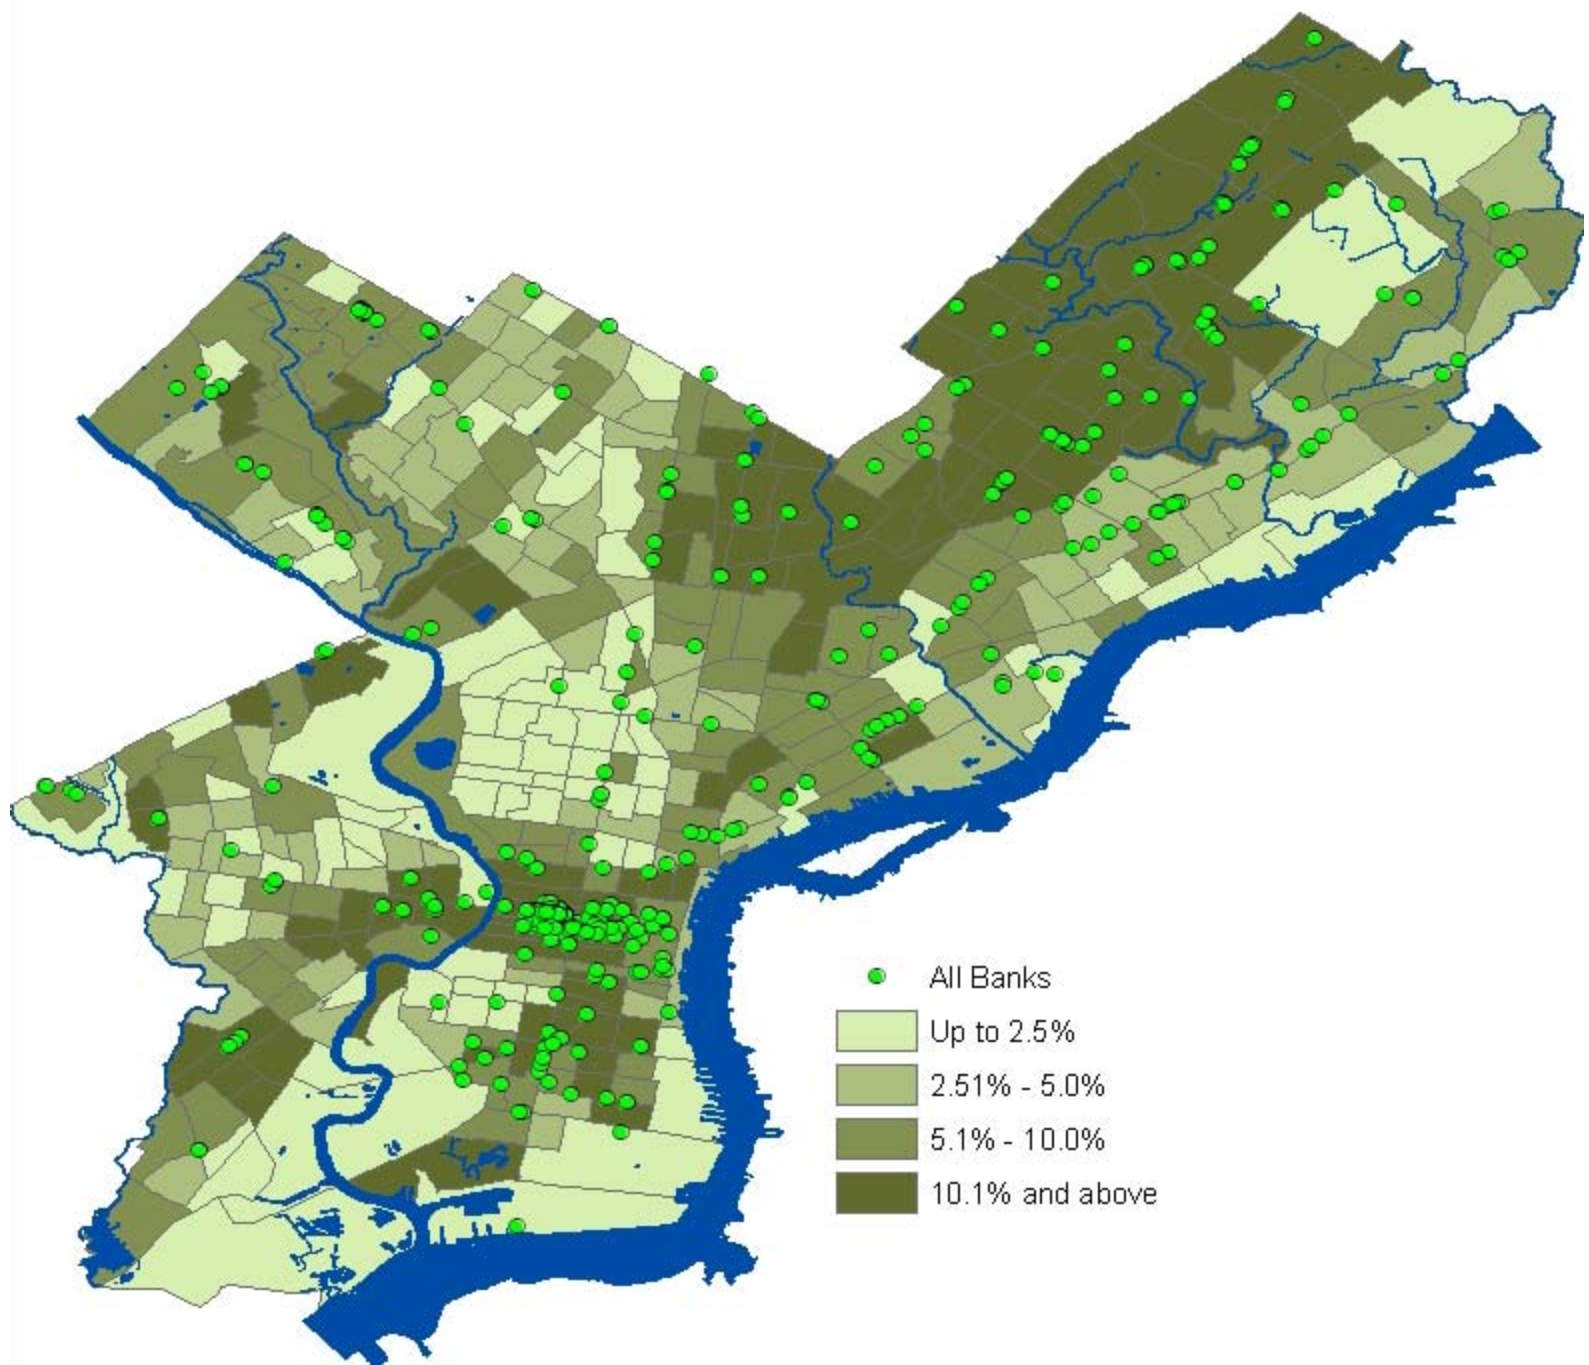 All Banks
Up to 2.5%
2.51% - 5.0%
5.1% - 10.0%
10.1% and above